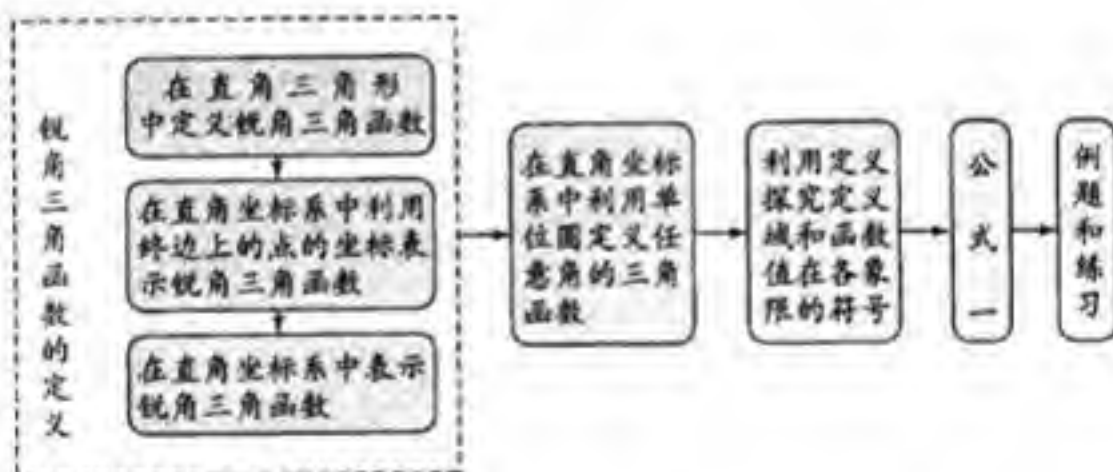 锐角三角函数的定义
在直角三角形
中定义锐角三角函数
在直角坐标系中利用
终边上的点的坐标表
示锐角三角函数
在直角坐标系中表示
锐角三角函数
在直角坐标
系中利用单
位圆定义任
意角的三角
函数
利用定义
探究定义
域和函数
值在各象
限的符号
公式一
例题和练习